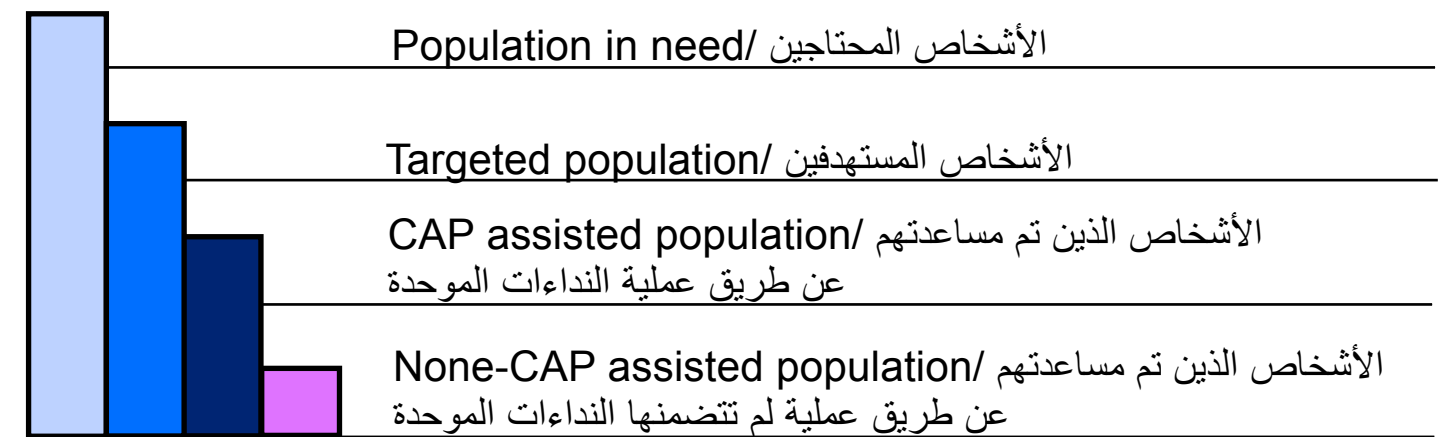 Population in need/ الأشخاص المحتاجين
Targeted population/ الأشخاص المستهدفين
CAP assisted population/ الأشخاص الذين تم مساعدتهم
عن طريق عملية النداءات الموحدة
None-CAP assisted population/ الأشخاص الذين تم مساعدتهم
عن طريق عملية لم تتضمنها النداءات الموحدة